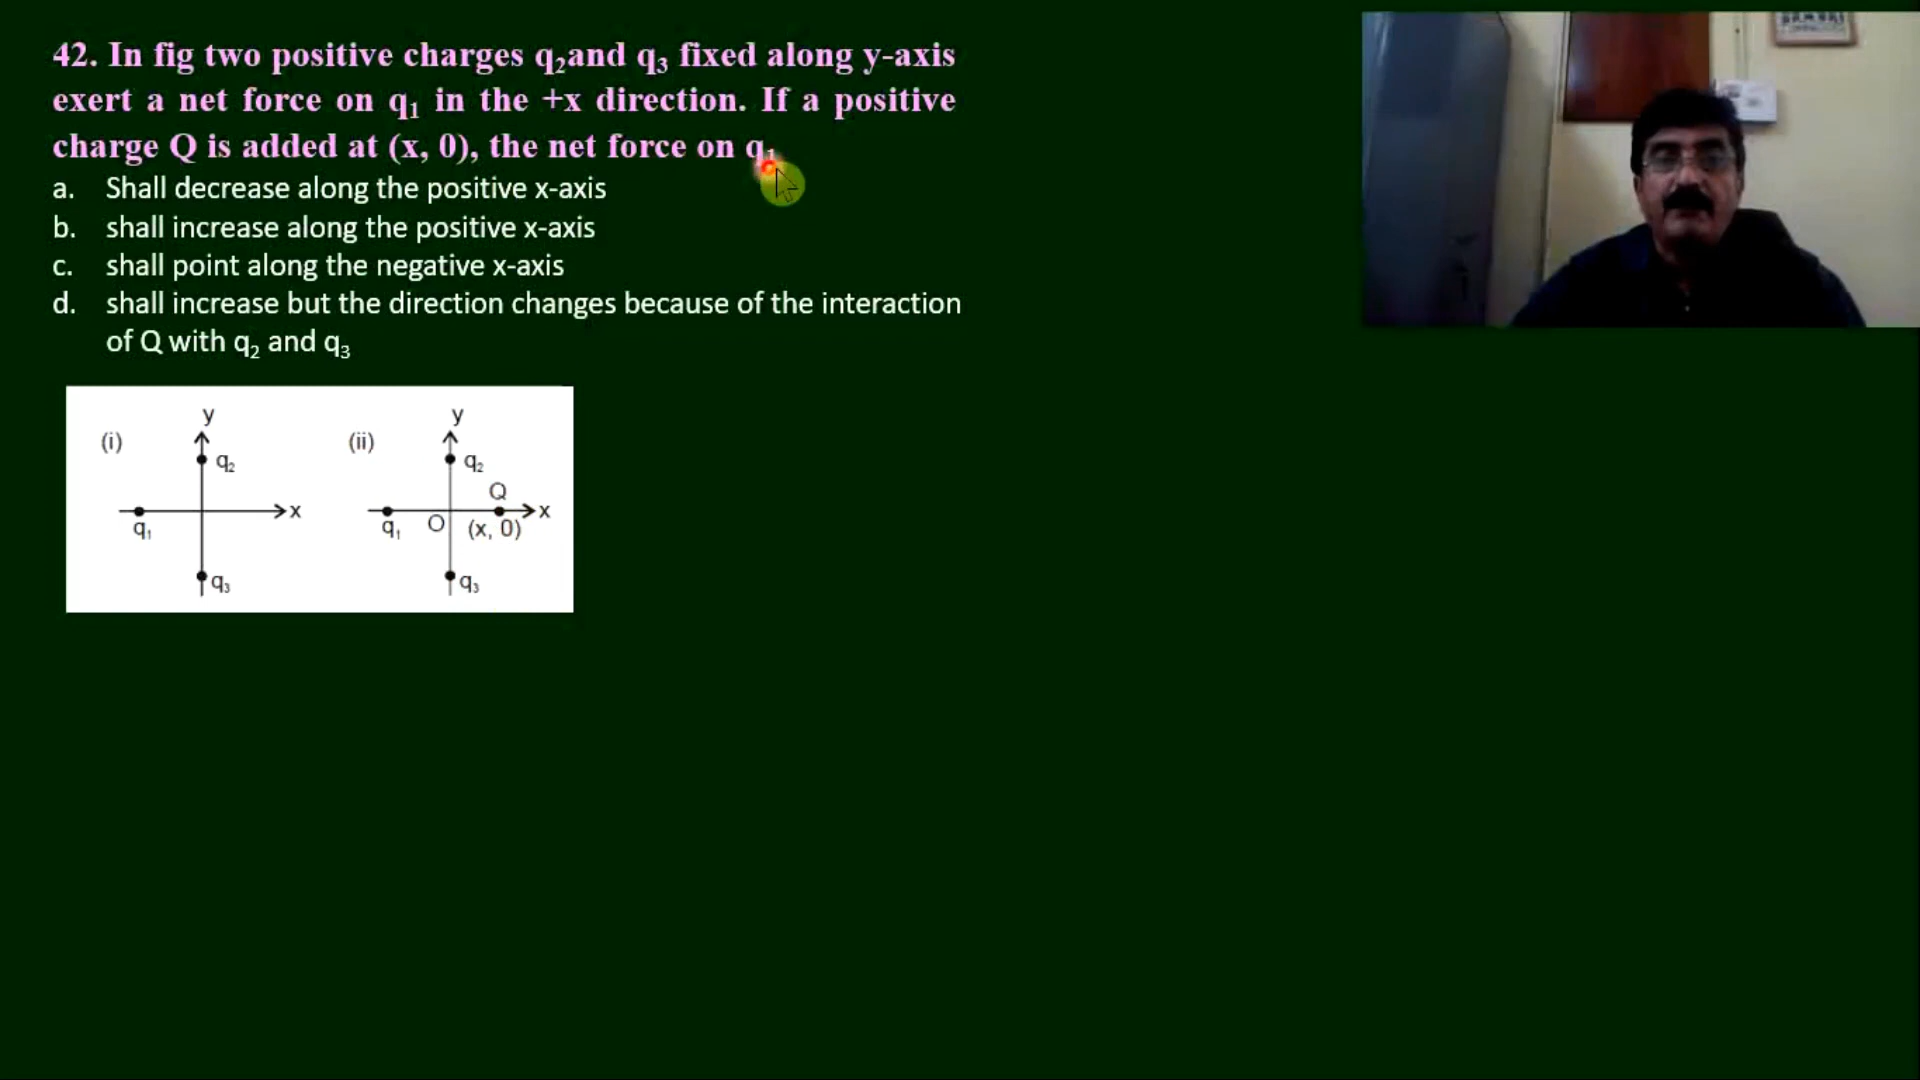 42. In fig two positive charges q₂and q₃ fixed along y-axis
exert a net force on q₁ in the +x direction. If a positive
charge Q is added at (x, 0), the net force on q₁
a. Shall decrease along the positive x-axis
b. shall increase along the positive x-axis
c. shall point along the negative x-axis
d. shall increase but the direction changes because of the interaction
of Q with q₂ and q₃
(i)
y
q₂
x
q₁
q₃
(ii)
y
q₂
Q
x
q₁
O
(x, 0)
q₃